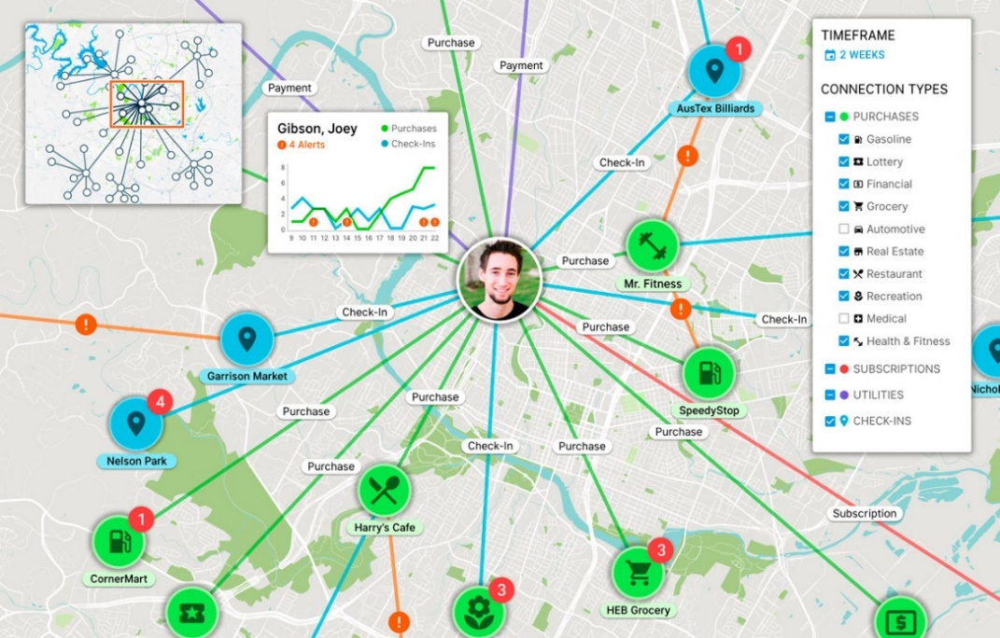 Purchase
Payment
Payment
1
AusTex Billiards
Check-In
Gibson, Joey
! 4 Alerts
Purchases
Check-Ins
8
6
4
2
0
! ! ! !
9 10 11 12 13 14 15 16 17 18 19 20 21 22
!
Purchase
Mr. Fitness
Check-In
!
Check-In
Purchase
!
Garrison Market
SpeedyStop
4
Nelson Park
Purchase
Purchase
Purchase
Check-In
Purchase
Purchase
Harry's Cafe
1
CornerMart
3
HEB Grocery
3
!
Subscription
$
Nichol
TIMEFRAME
2 WEEKS
CONNECTION TYPES
PURCHASES
Gasoline
Lottery
Financial
Grocery
Automotive
Real Estate
Restaurant
Recreation
Medical
Health & Fitness
SUBSCRIPTIONS
UTILITIES
CHECK-INS